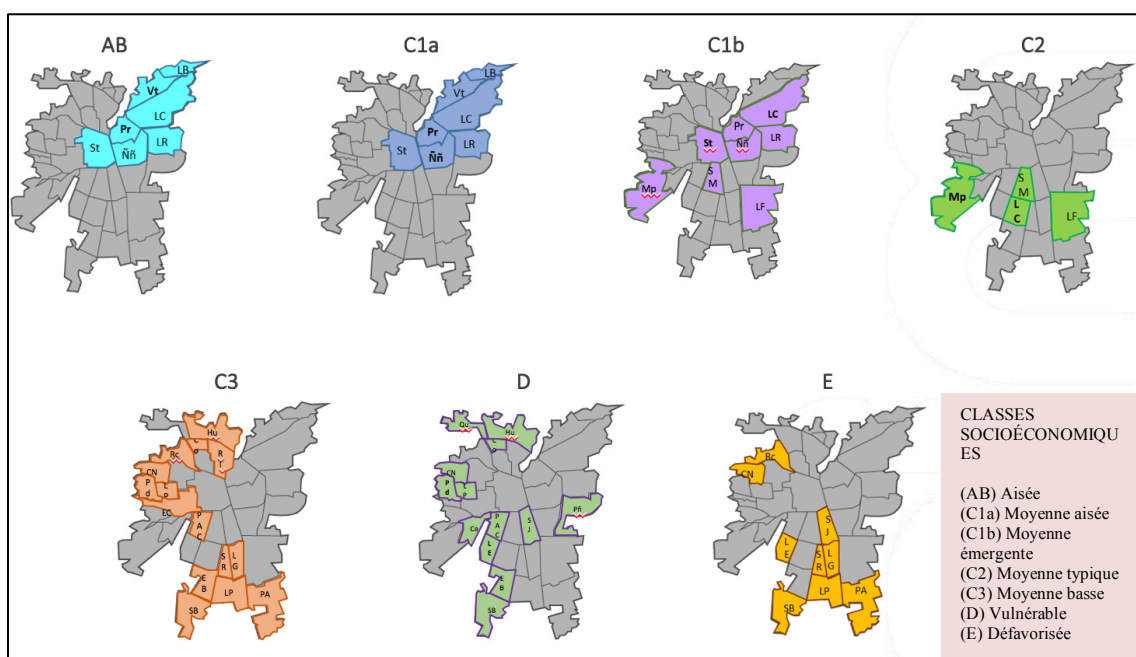 AB
C1a
C1b
C2
LB
Vt
LC
Pr
St
Ññ
LR
LB
Vt
LC
Pr
St
Ññ
LR
LC
Pr
St
Ññ
LR
S
M
Mp
LF
Mp
S
M
L
C
LF
C3
D
E
Hu
Rc
CN
P
d
EC
P
A
C
S
R
L
G
E
B
LP
PA
SB
Qu
Hu
CN
P
d
Pñ
Ce
P
A
C
S
J
L
E
E
B
SB
Rc
CN
S
J
L
E
S
R
L
G
LP
PA
SB
CLASSES
SOCIOÉCONOMIQU
ES
(AB) Aisée
(C1a) Moyenne aisée
(C1b) Moyenne
émergente
(C2) Moyenne typique
(C3) Moyenne basse
(D) Vulnérable
(E) Défavorisée